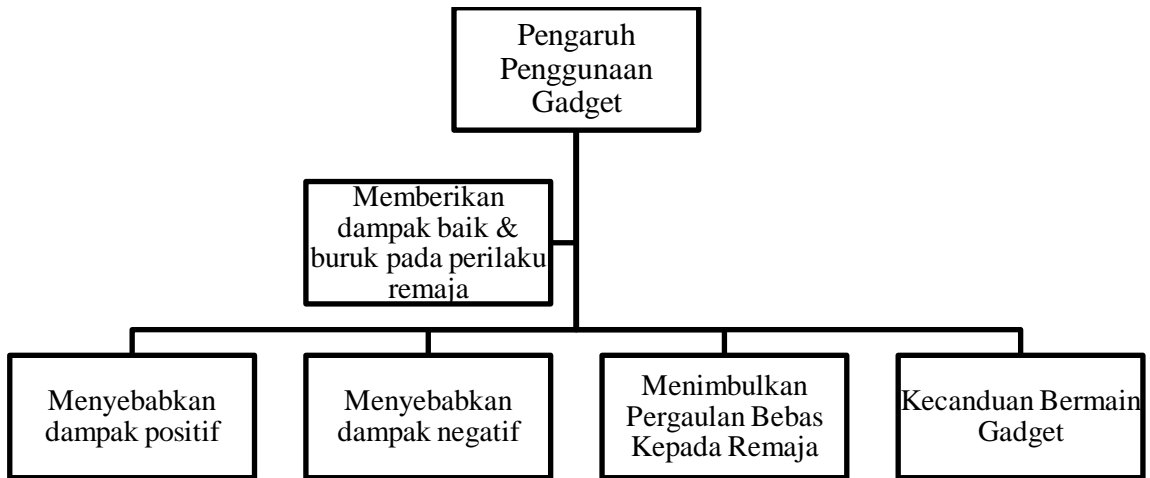 Pengaruh
Penggunaan
Gadget
Memberikan
dampak baik &
buruk pada perilaku
remaja
Menyebabkan
dampak positif
Menyebabkan
dampak negatif
Menimbulkan
Pergaulan Bebas
Kepada Remaja
Kecanduan Bermain
Gadget